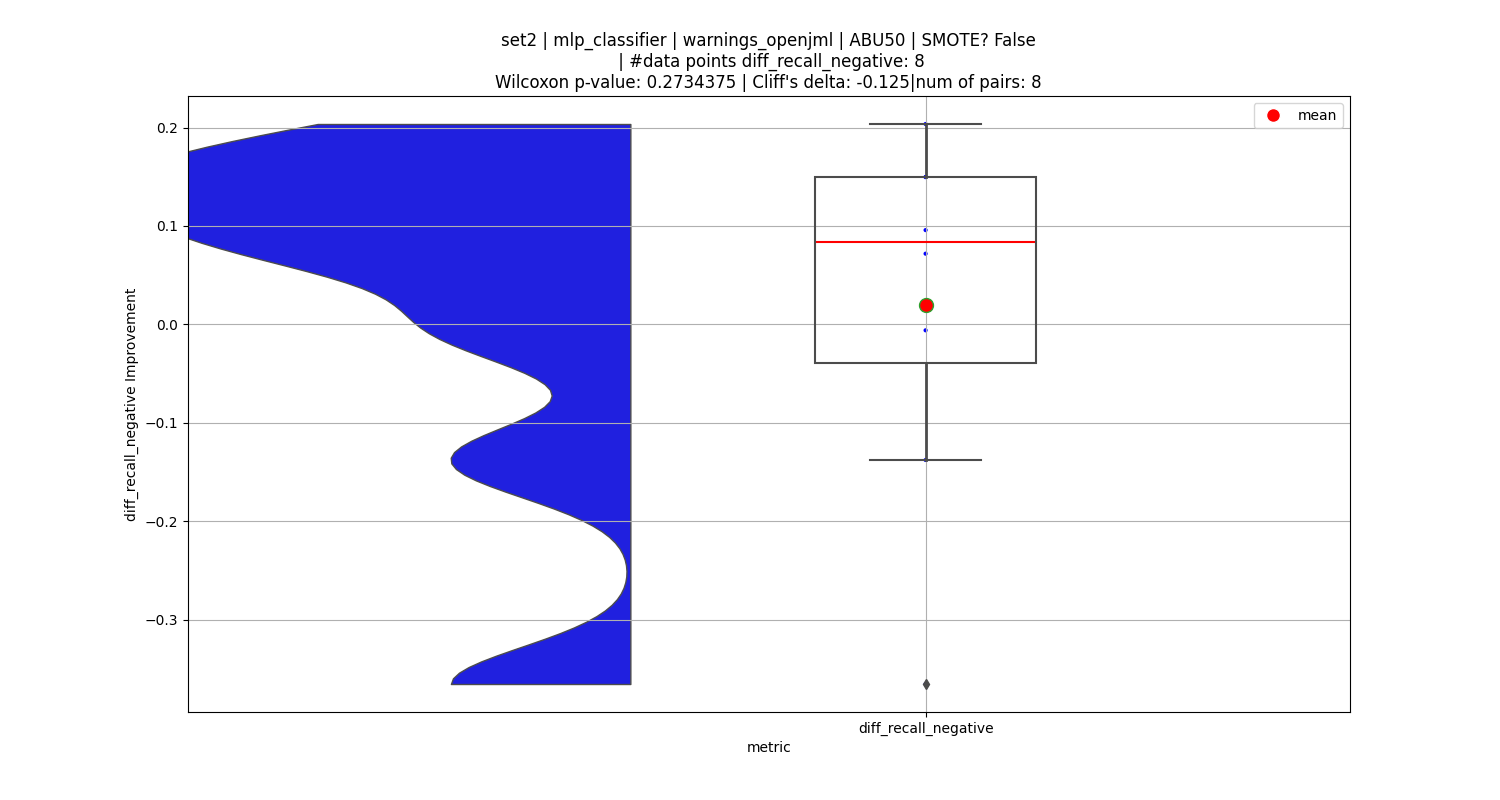 set2 | mlp_classifier | warnings_openjml | ABU50 | SMOTE? False
| #data points diff_recall_negative: 8
Wilcoxon p-value: 0.2734375 | Cliff's delta: -0.125|num of pairs: 8
mean
0.2
0.1
0.0
−0.1
−0.2
−0.3
diff_recall_negative Improvement
diff_recall_negative
metric